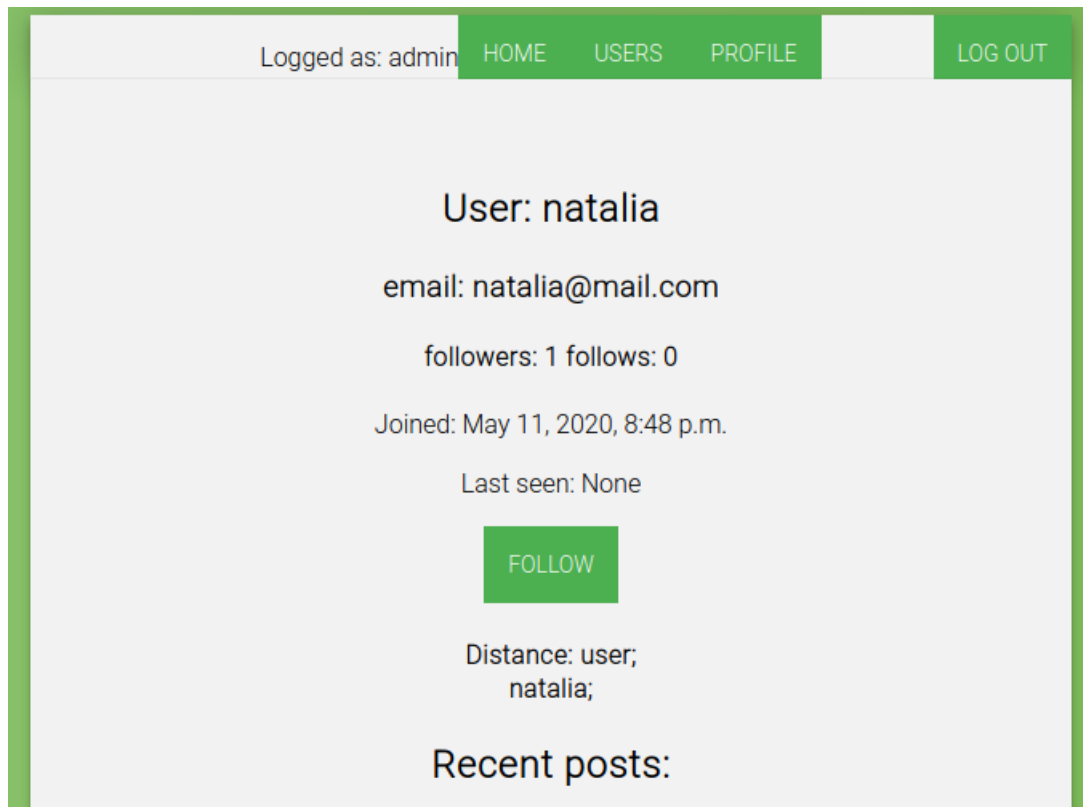 Logged as: admin HOME USERS PROFILE LOG OUT
User: natalia
email: natalia@mail.com
followers: 1 follows: 0
Joined: May 11, 2020, 8:48 p.m.
Last seen: None
FOLLOW
Distance: user;
natalia;
Recent posts: